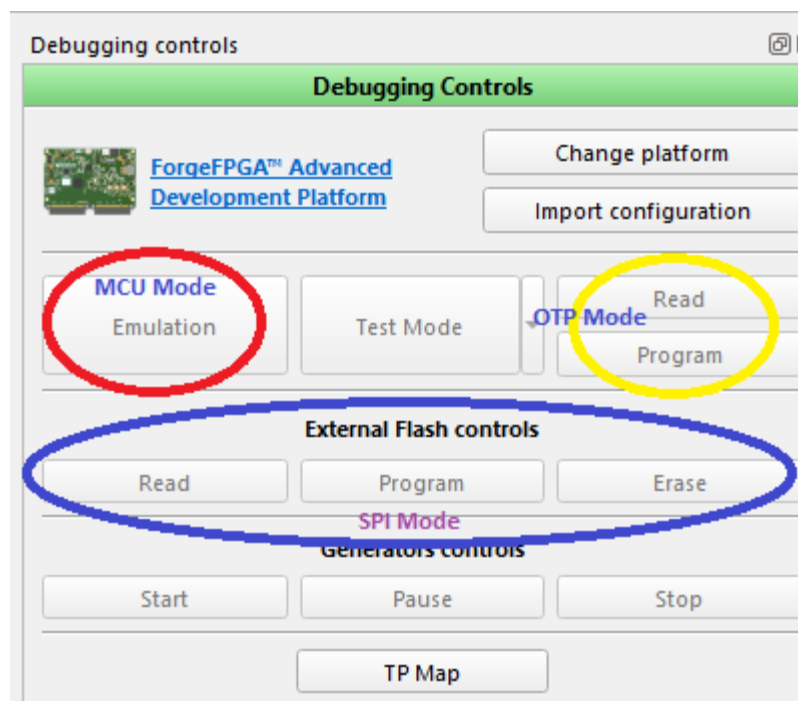 Debugging controls
Debugging Controls
ForgeFPGA™ Advanced
Development Platform
Change platform
Import configuration
MCU Mode
Emulation
Test Mode
OTP Mode
Read
Program
External Flash controls
Read Program Erase
SPI Mode
Generators controls
Start Pause Stop
TP Map